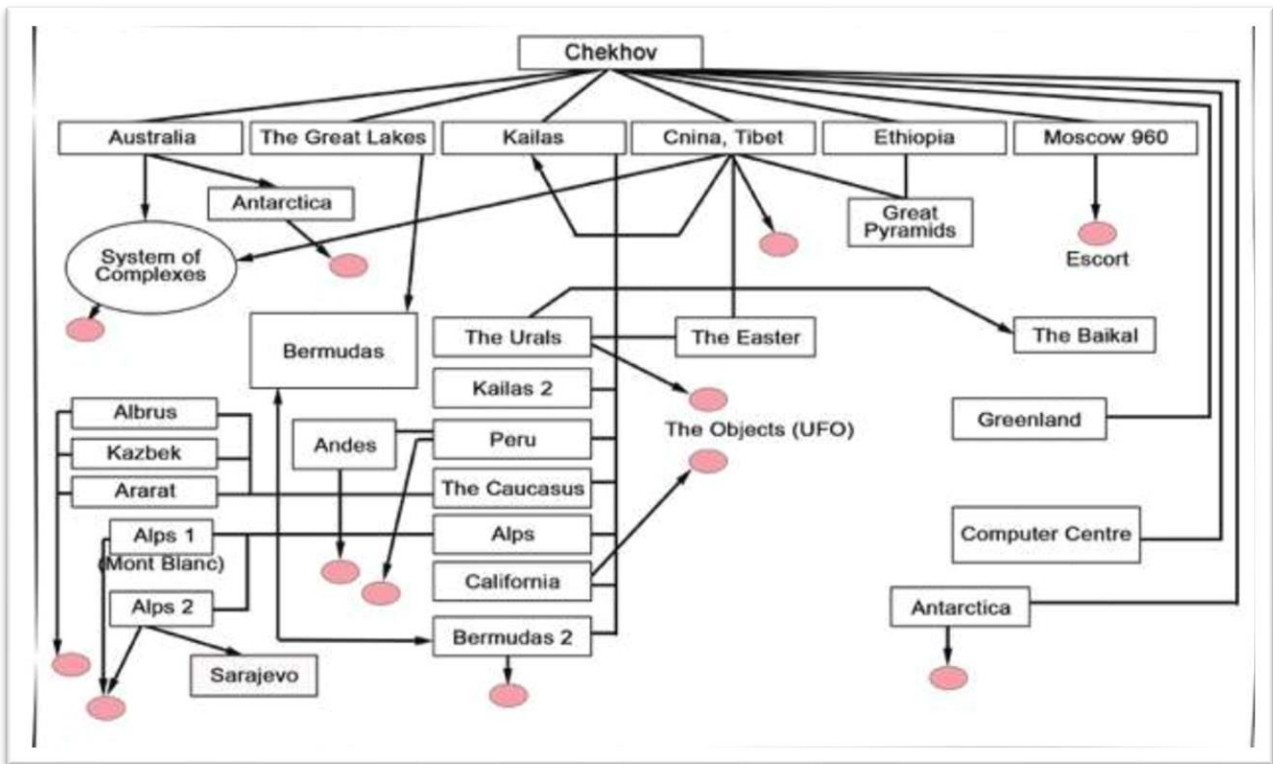 Chekhov
Australia
The Great Lakes
Kailas
Cnina, Tibet
Ethiopia
Moscow 960
Antarctica
Great
Pyramids
System of
Complexes
Escort
Bermudas
The Urals
The Easter
The Baikal
Kailas 2
Albrus
Greenland
The Objects (UFO)
Andes
Peru
Kazbek
Ararat
The Caucasus
Alps 1
(Mont Blanc)
Alps
Computer Centre
California
Alps 2
Antarctica
Bermudas 2
Sarajevo